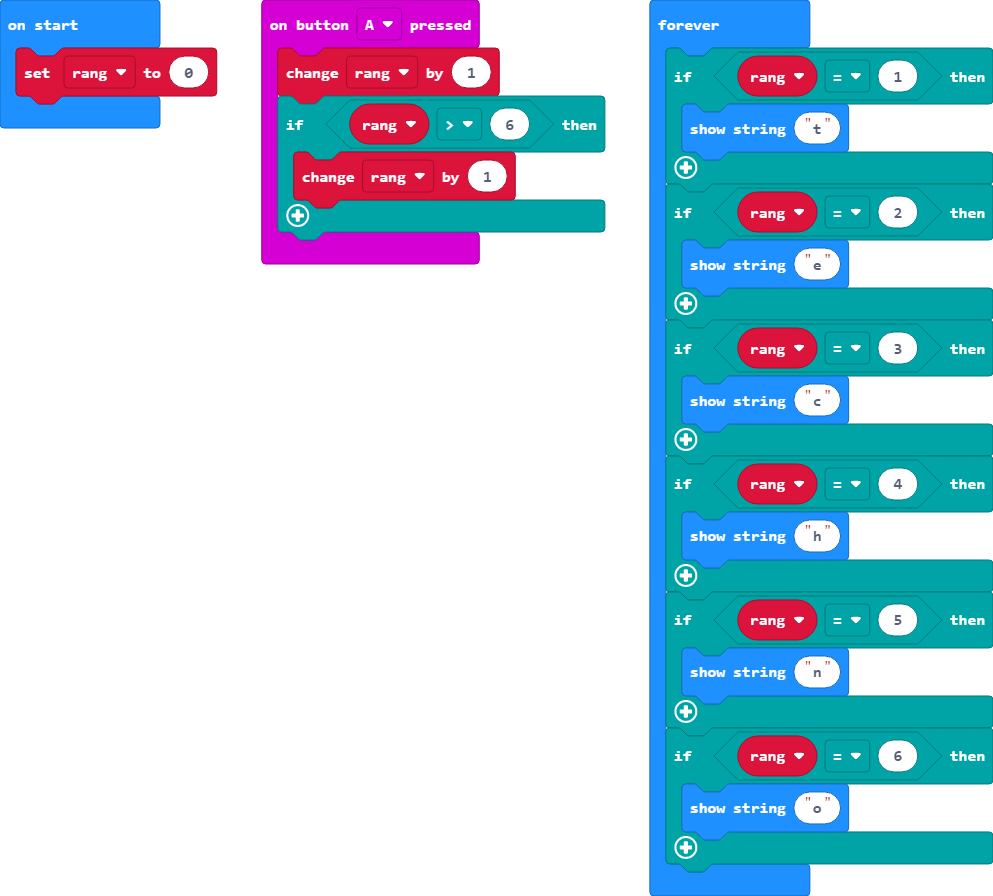 on start
set rang to 0
on button A pressed
change rang by 1
if rang > 6 then
change rang by 1
forever
if rang = 1 then
show string "t"
if rang = 2 then
show string "e"
if rang = 3 then
show string "c"
if rang = 4 then
show string "h"
if rang = 5 then
show string "n"
if rang = 6 then
show string "o"